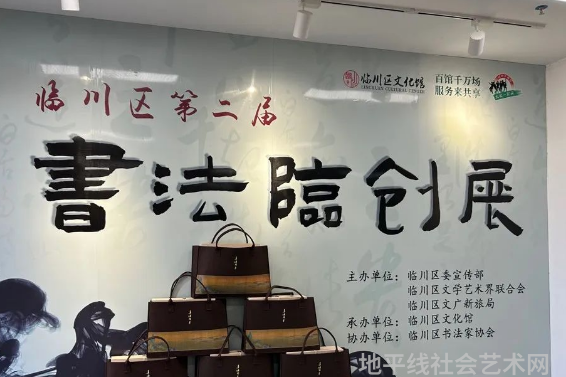 临川区文化馆
LINCHUAN CULTURAL CENTER
百馆千万场
服务来共享
临川区第二届
書法臨创展
主办单位：临川区委宣传部
临川区文学艺术界联合会
临川区文广新旅局
承办单位：临川区文化馆
协办单位：临川区书法家协会
地平线社会艺术网